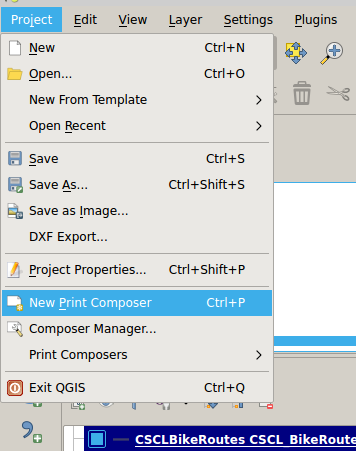 Project Edit View Layer Settings Plugins
New Ctrl+N
Open... Ctrl+O
New From Template
Open Recent
Save Ctrl+S
Save As... Ctrl+Shift+S
Save as Image...
DXF Export...
Project Properties... Ctrl+Shift+P
New Print Composer Ctrl+P
Composer Manager...
Print Composers
Exit QGIS Ctrl+Q
CSCLBikeRoutes CSCL_BikeRoute